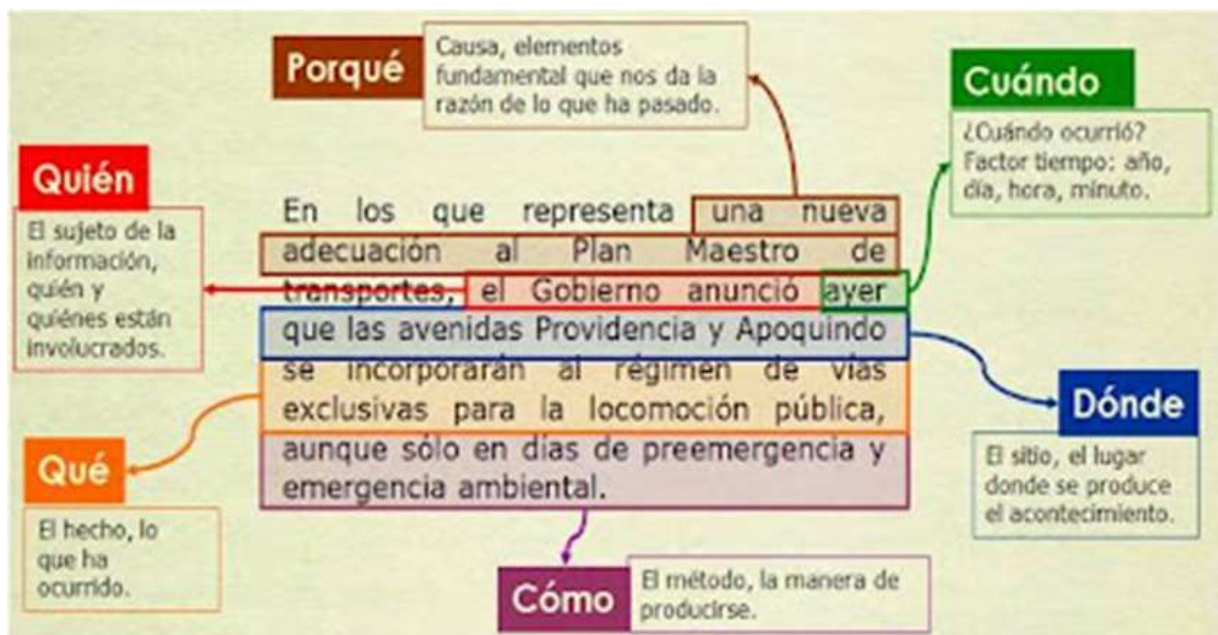 Porqué
Causa, elementos
fundamental que nos da la
razón de lo que ha pasado.
Cuándo
¿Cuándo ocurrió?
Factor tiempo: año,
día, hora, minuto.
Quién
El sujeto de la
información,
quién y
quiénes están
involucrados.
En los que representa una nueva
adecuación al Plan Maestro de
transportes, el Gobierno anunció ayer
que las avenidas Providencia y Apoquindo
se incorporarán al régimen de vías
exclusivas para la locomoción pública,
aunque sólo en días de preemergencia y
emergencia ambiental.
Dónde
El sitio, el lugar
donde se produce
el acontecimiento.
Qué
El hecho, lo
que ha
ocurrido.
Cómo
El método, la manera de
producirse.